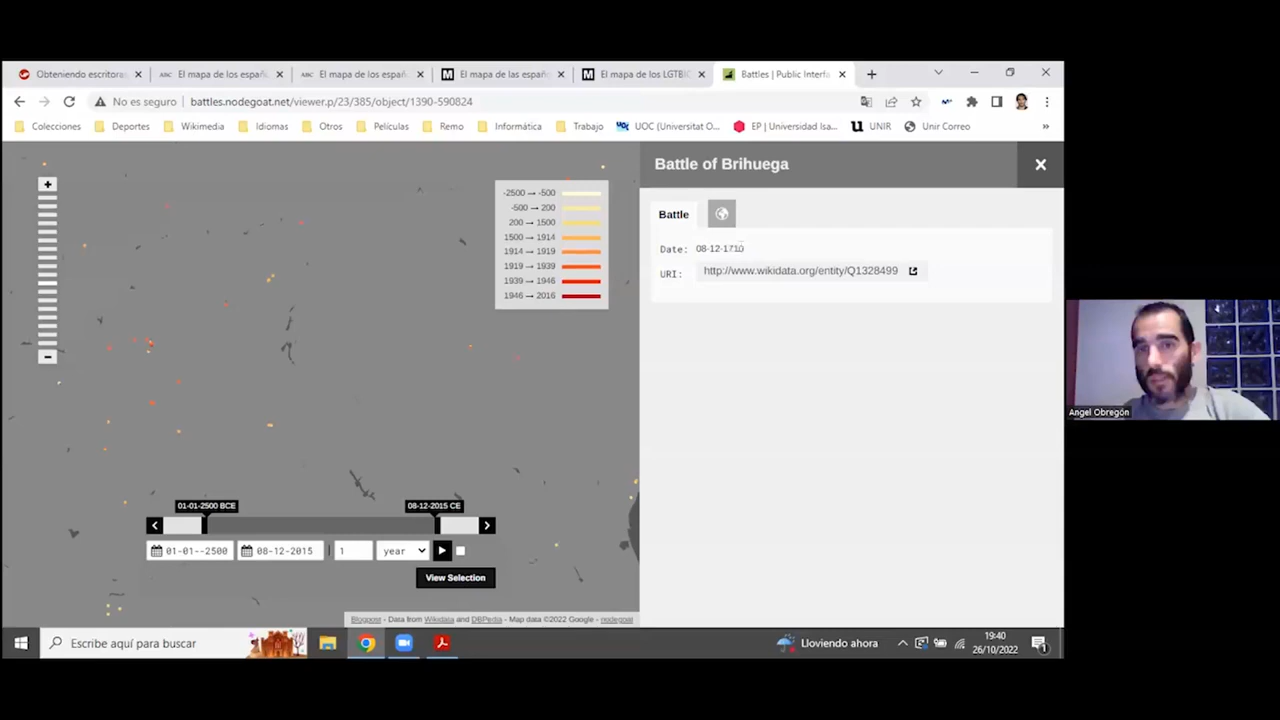 Obteniendo escritora
El mapa de los españ
El mapa de los españ
El mapa de las españ
El mapa de los LGTBIC
Battles | Public Interfa
No es seguro
battles.nodegoat.net/viewer.p/23/385/object/1390-590824
Colecciones
Deportes
Wikimedia
Idiomas
Otros
Películas
Remo
Informática
Trabajo
UOC (Universitat O...
EP | Universidad Isa...
UNIR
Unir Correo
»
Battle of Brihuega
Battle
Date: 08-12-1710
URI: http://www.wikidata.org/entity/Q1328499
-2500 → -500
-500 → 200
200 → 1500
1500 → 1914
1914 → 1919
1919 → 1939
1939 → 1946
1946 → 2016
Angel Obregón
01-01-2500 BCE
08-12-2015 CE
01-01--2500
08-12-2015
1
year
View Selection
Blogpost - Data from Wikidata and DBPedia - Map data ©2022 Google - nodegoat
Escribe aquí para buscar
Lloviendo ahora
19:40
26/10/2022
1